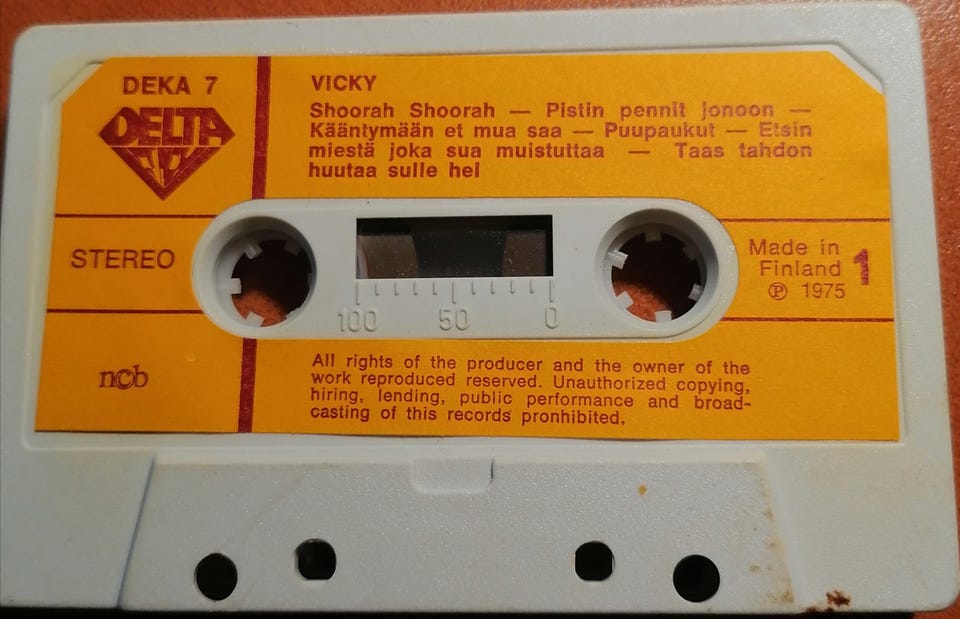 DEKA 7
DELTA
VICKY
Shoorah Shoorah — Pistin pennit jonoon —
Kääntymään et mua saa — Puupaukut — Etsin
miestä joka sua muistuttaa — Taas tahdon
huutaa sulle hei
STEREO
Made in
Finland
℗ 1975
1
100 50 0
ncb
All rights of the producer and the owner of the
work reproduced reserved. Unauthorized copying,
hiring, lending, public performance and broad-
casting of this records pronhibited.